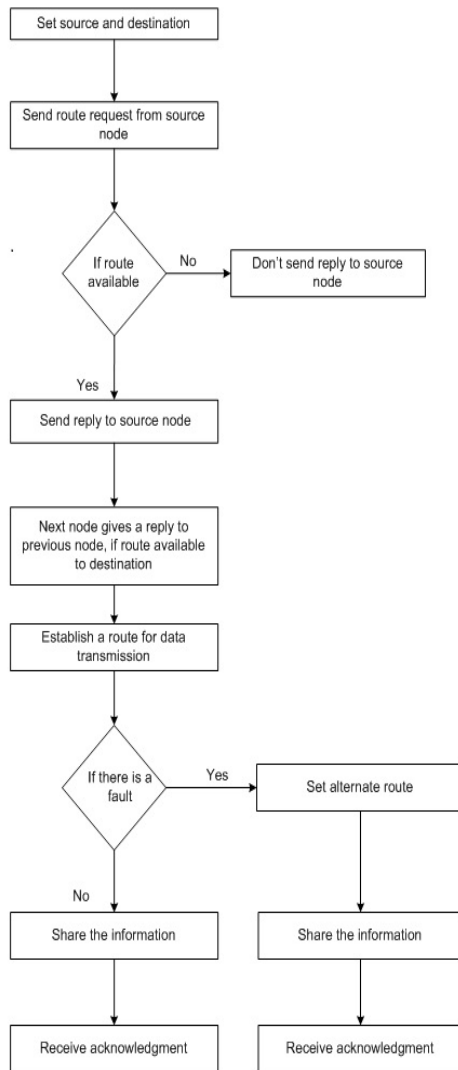 Set source and destination
Send route request from source
node
If route
available
No
Don't send reply to source
node
Yes
Send reply to source node
Next node gives a reply to
previous node, if route available
to destination
Establish a route for data
transmission
If there is a
fault
Yes
Set alternate route
No
Share the information
Share the information
Receive acknowledgment
Receive acknowledgment